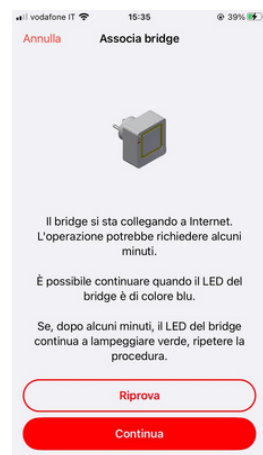 vodafone IT 15:35 39%
Annulla Associa bridge
Il bridge si sta collegando a Internet.
L'operazione potrebbe richiedere alcuni
minuti.
È possibile continuare quando il LED del
bridge è di colore blu.
Se, dopo alcuni minuti, il LED del bridge
continua a lampeggiare verde, ripetere la
procedura.
Riprova
Continua